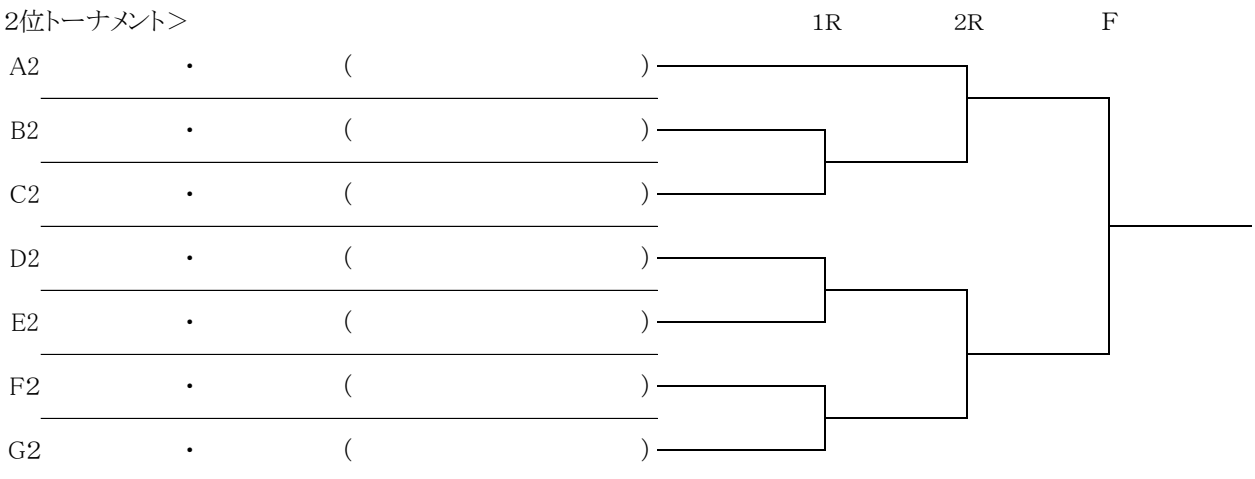 2位トーナメント＞ 1R 2R F
A2 ・ ( )
B2 ・ ( )
C2 ・ ( )
D2 ・ ( )
E2 ・ ( )
F2 ・ ( )
G2 ・ ( )